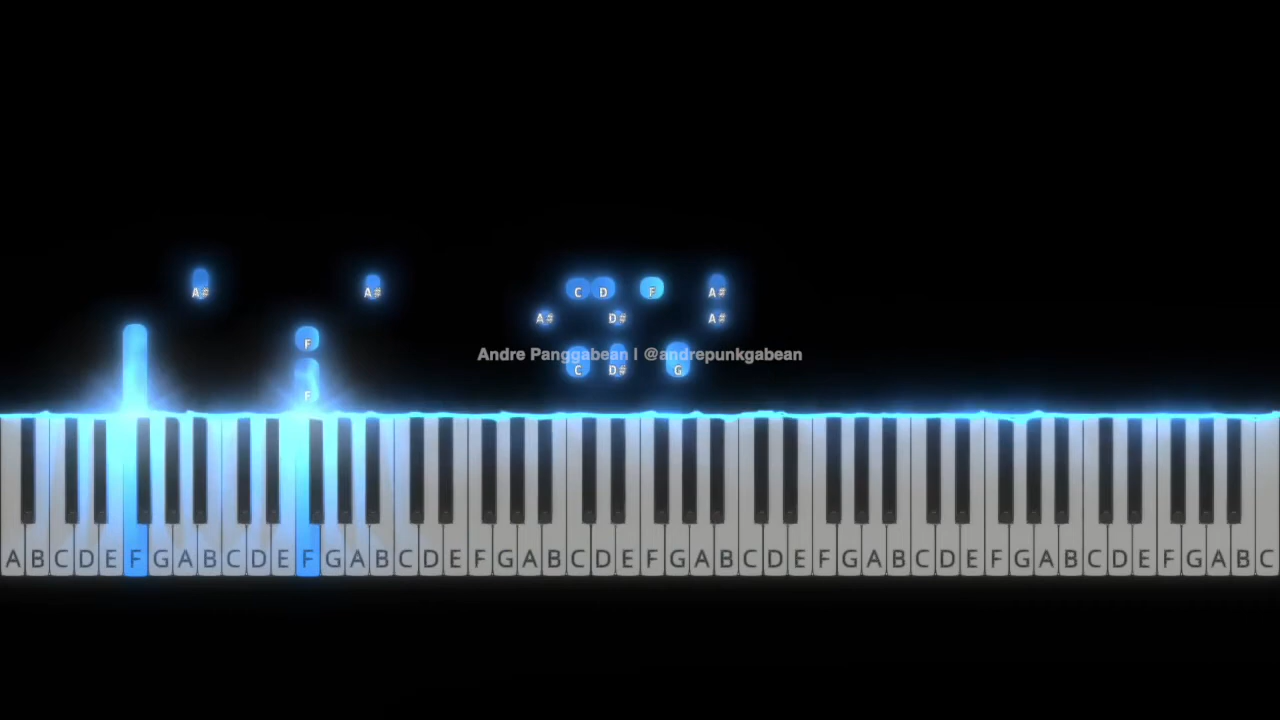 A# A# C D F A#
A# D# A#
F
Andre Panggabean | @andrepunkgabean
C D# G
F
A B C D E F G A B C D E F G A B C D E F G A B C D E F G A B C D E F G A B C D E F G A B C D E F G A B C